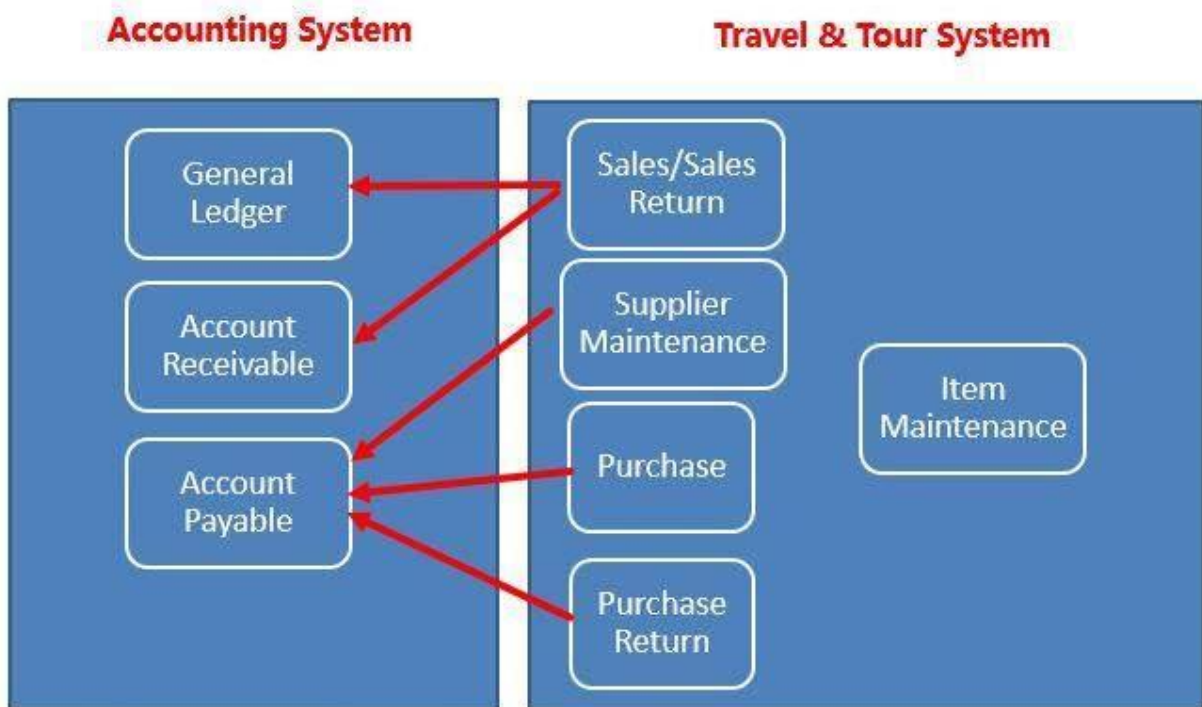 Accounting System
Travel & Tour System
General
Ledger
Account
Receivable
Account
Payable
Sales/Sales
Return
Supplier
Maintenance
Purchase
Purchase
Return
Item
Maintenance